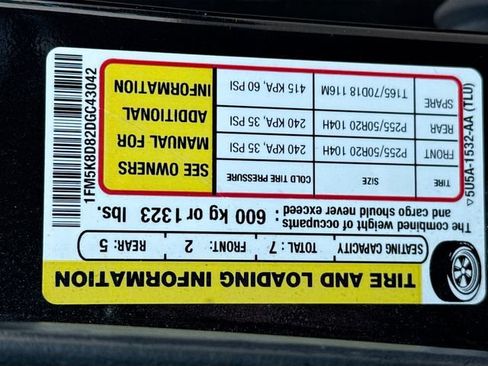 TIRE AND LOADING INFORMATION
SEATING CAPACITY TOTAL : 7 FRONT: 2 REAR: 5
The combined weight of occupants
and cargo should never exceed : 600 kg or 1323 lbs.
TIRE SIZE COLD TIRE PRESSURE
FRONT P255/50R20 104H 240 KPA, 35 PSI
REAR P255/50R20 104H 240 KPA, 35 PSI
SPARE T165/70D18 116M 415 KPA, 60 PSI
SEE OWNERS
MANUAL FOR
ADDITIONAL
INFORMATION
▽5U5A-1532-AA (TLU)
1FM5K8D82DGC43042